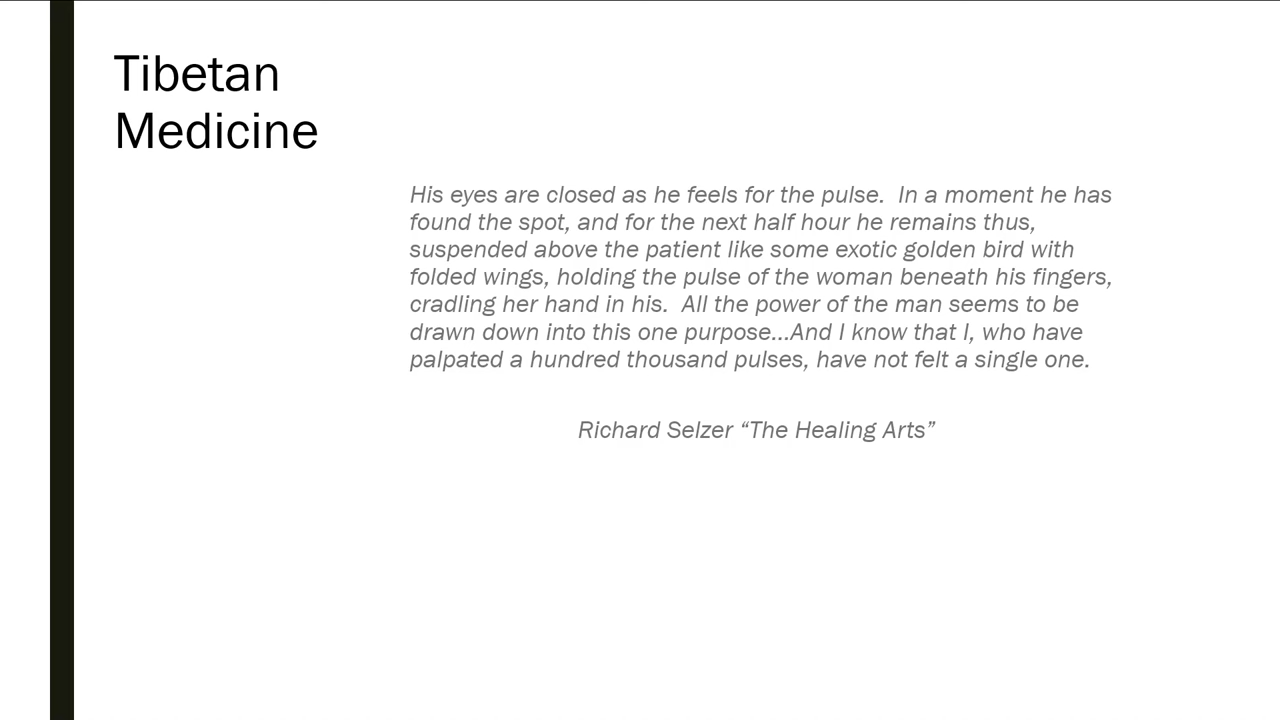 Tibetan
Medicine
His eyes are closed as he feels for the pulse.  In a moment he has
found the spot, and for the next half hour he remains thus,
suspended above the patient like some exotic golden bird with
folded wings, holding the pulse of the woman beneath his fingers,
cradling her hand in his.  All the power of the man seems to be
drawn down into this one purpose…And I know that I, who have
palpated a hundred thousand pulses, have not felt a single one.
Richard Selzer “The Healing Arts”